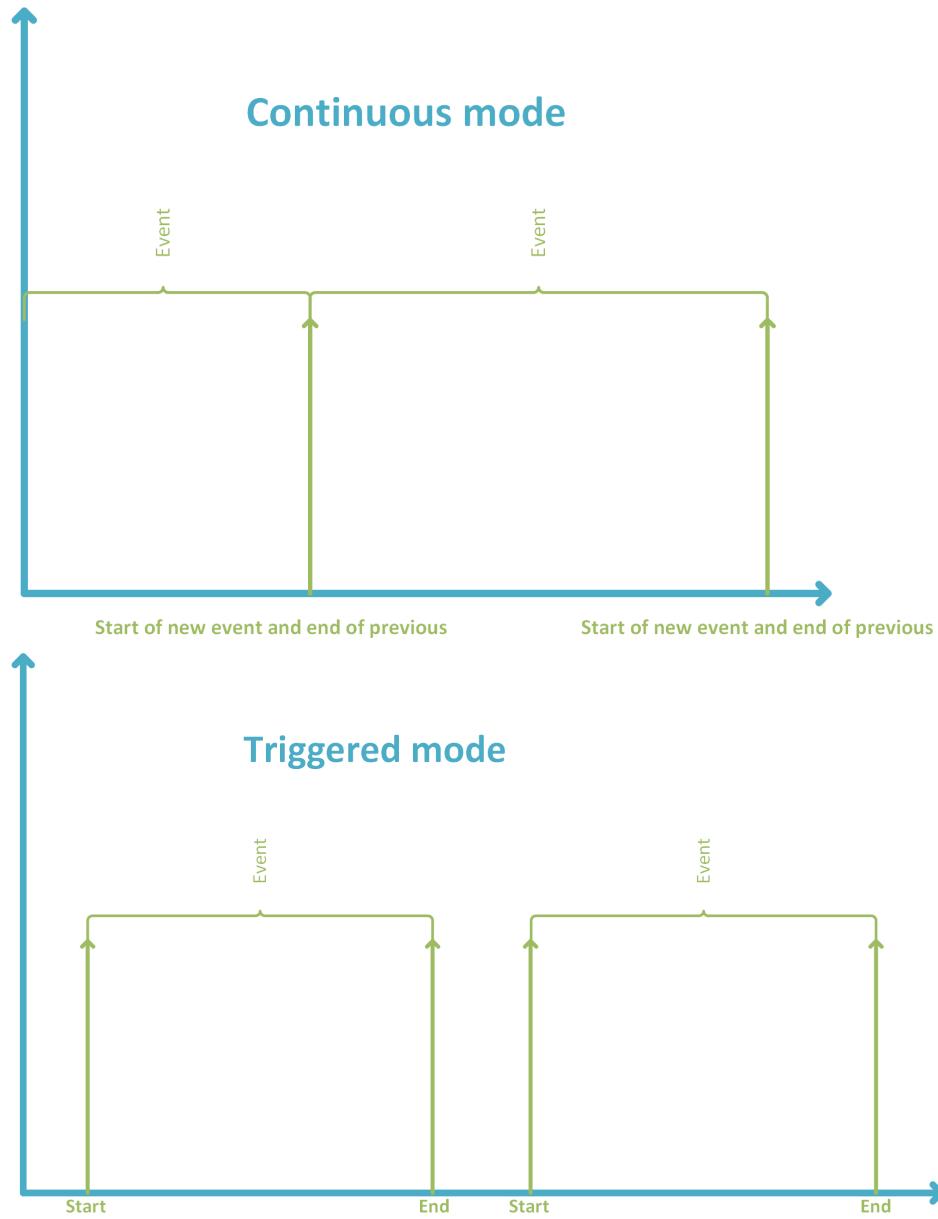 Continuous mode
Event
Event
Start of new event and end of previous
Start of new event and end of previous
Triggered mode
Event
Event
Start
End
Start
End